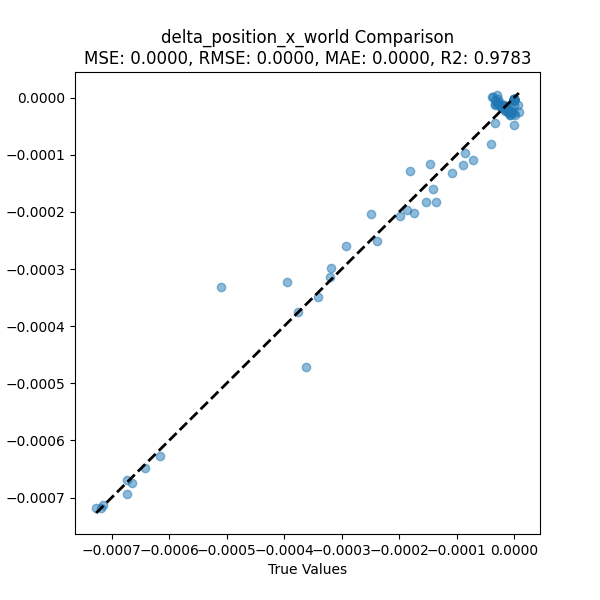 delta_position_x_world Comparison
MSE: 0.0000, RMSE: 0.0000, MAE: 0.0000, R2: 0.9783
0.0000
−0.0001
−0.0002
−0.0003
−0.0004
−0.0005
−0.0006
−0.0007
−0.0007 −0.0006 −0.0005 −0.0004 −0.0003 −0.0002 −0.0001 0.0000
True Values